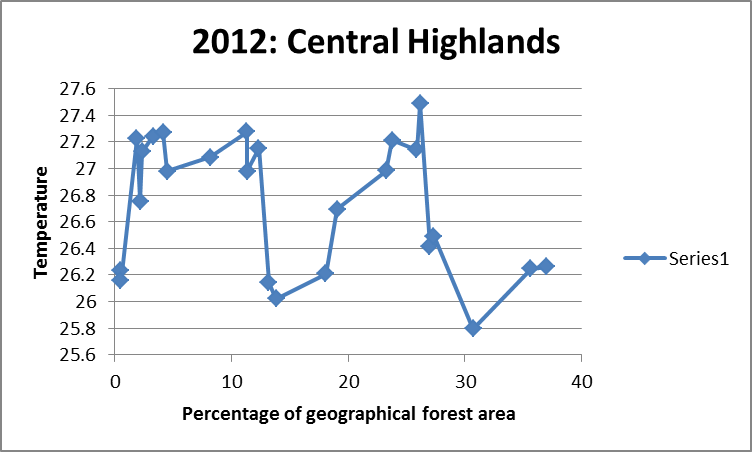 2012: Central Highlands
27.6
27.4
27.2
27
26.8
26.6
26.4
26.2
26
25.8
25.6
Temperature
0 10 20 30 40
Percentage of geographical forest area
Series1